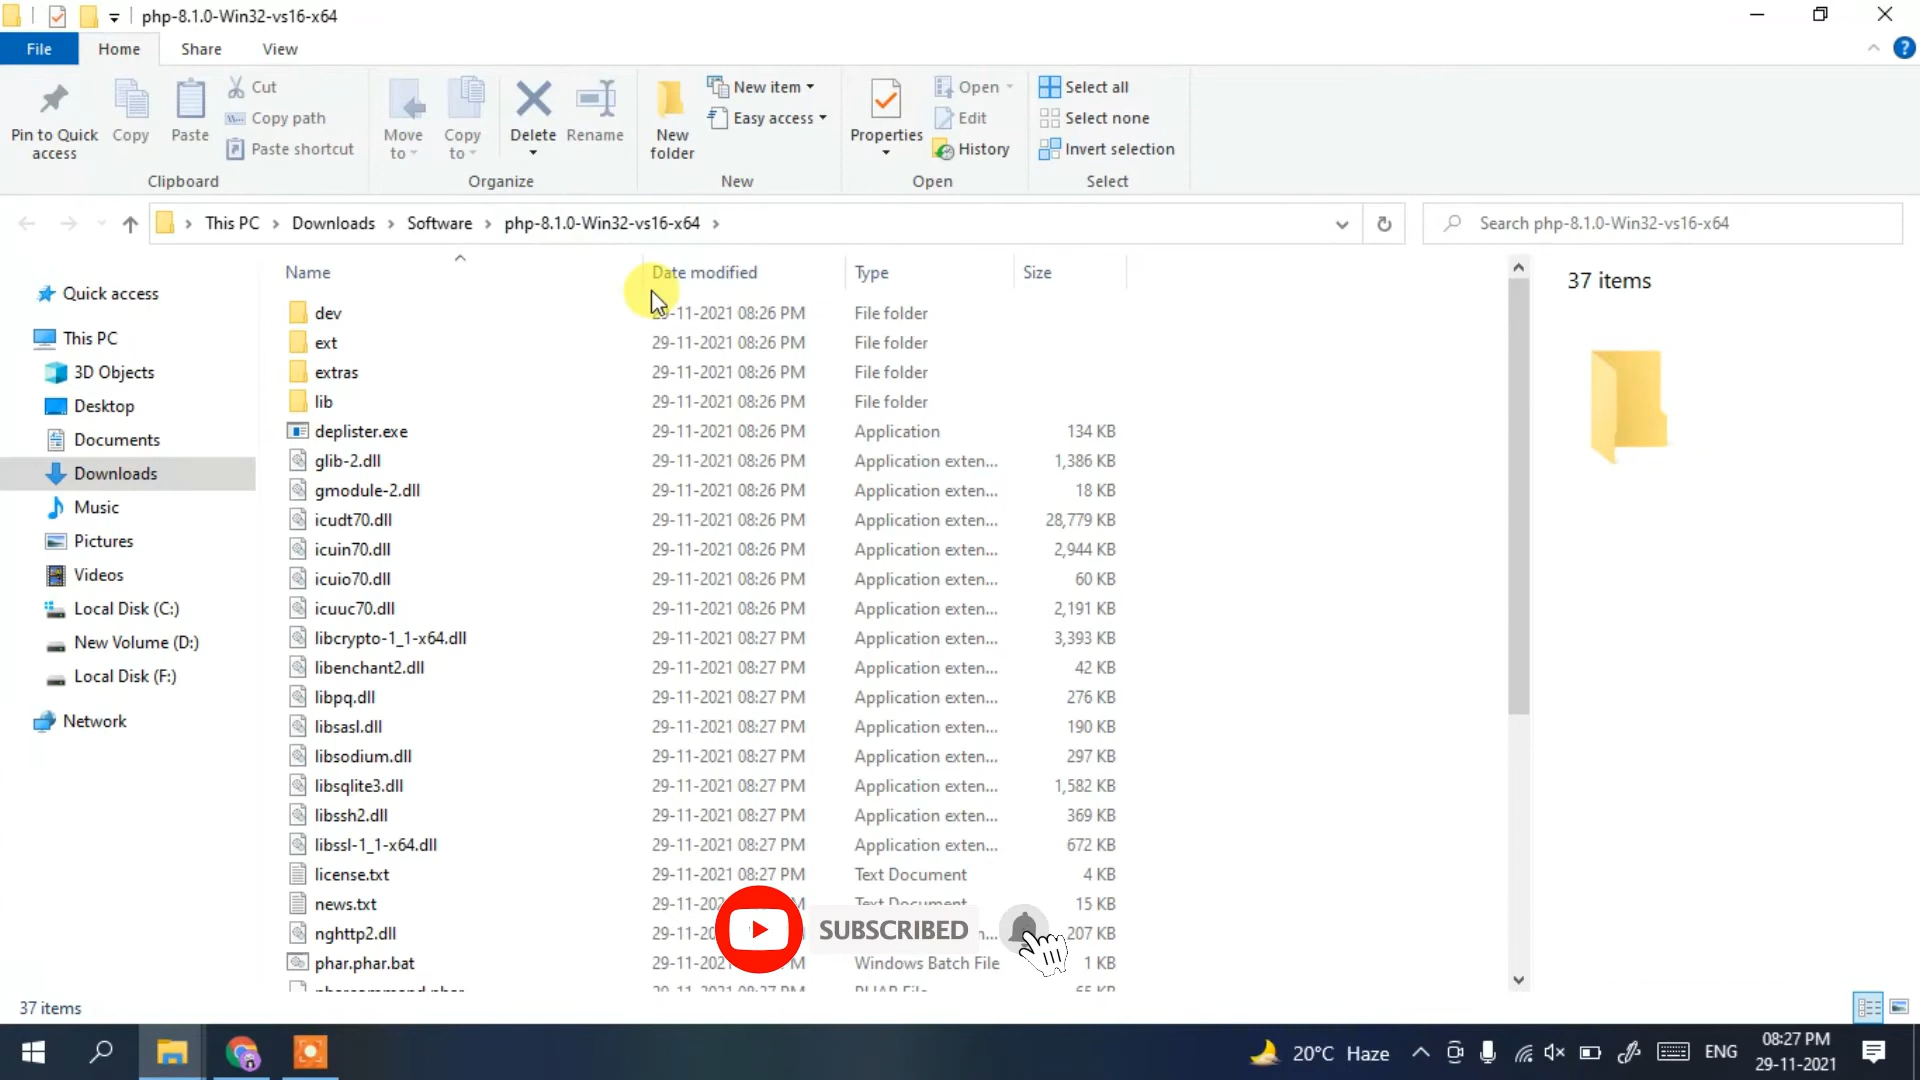 php-8.1.0-Win32-vs16-x64
File Home Share View
Pin to Quick access
Copy
Paste
Cut
Copy path
Paste shortcut
Clipboard
Move to
Copy to
Delete
Rename
Organize
New folder
New item
Easy access
New
Properties
Open
Edit
History
Open
Select all
Select none
Invert selection
Select
This PC > Downloads > Software > php-8.1.0-Win32-vs16-x64 >
Search php-8.1.0-Win32-vs16-x64
Quick access
This PC
3D Objects
Desktop
Documents
Downloads
Music
Pictures
Videos
Local Disk (C:)
New Volume (D:)
Local Disk (F:)
Network
Name Date modified Type Size
dev 29-11-2021 08:26 PM File folder
ext 29-11-2021 08:26 PM File folder
extras 29-11-2021 08:26 PM File folder
lib 29-11-2021 08:26 PM File folder
deplister.exe 29-11-2021 08:26 PM Application 134 KB
glib-2.dll 29-11-2021 08:26 PM Application exten... 1,386 KB
gmodule-2.dll 29-11-2021 08:26 PM Application exten... 18 KB
icudt70.dll 29-11-2021 08:26 PM Application exten... 28,779 KB
icuin70.dll 29-11-2021 08:26 PM Application exten... 2,944 KB
icuio70.dll 29-11-2021 08:26 PM Application exten... 60 KB
icuuc70.dll 29-11-2021 08:26 PM Application exten... 2,191 KB
libcrypto-1_1-x64.dll 29-11-2021 08:27 PM Application exten... 3,393 KB
libenchant2.dll 29-11-2021 08:27 PM Application exten... 42 KB
libpq.dll 29-11-2021 08:27 PM Application exten... 276 KB
libsasl.dll 29-11-2021 08:27 PM Application exten... 190 KB
libsodium.dll 29-11-2021 08:27 PM Application exten... 297 KB
libsqlite3.dll 29-11-2021 08:27 PM Application exten... 1,582 KB
libssh2.dll 29-11-2021 08:27 PM Application exten... 369 KB
libssl-1_1-x64.dll 29-11-2021 08:27 PM Application exten... 672 KB
license.txt 29-11-2021 08:27 PM Text Document 4 KB
news.txt 29-11-202 Text Document 15 KB
nghttp2.dll 29-11-202 207 KB
phar.phar.bat 29-11-202 Windows Batch File 1 KB
SUBSCRIBED
37 items
37 items
20°C Haze
ENG
08:27 PM
29-11-2021